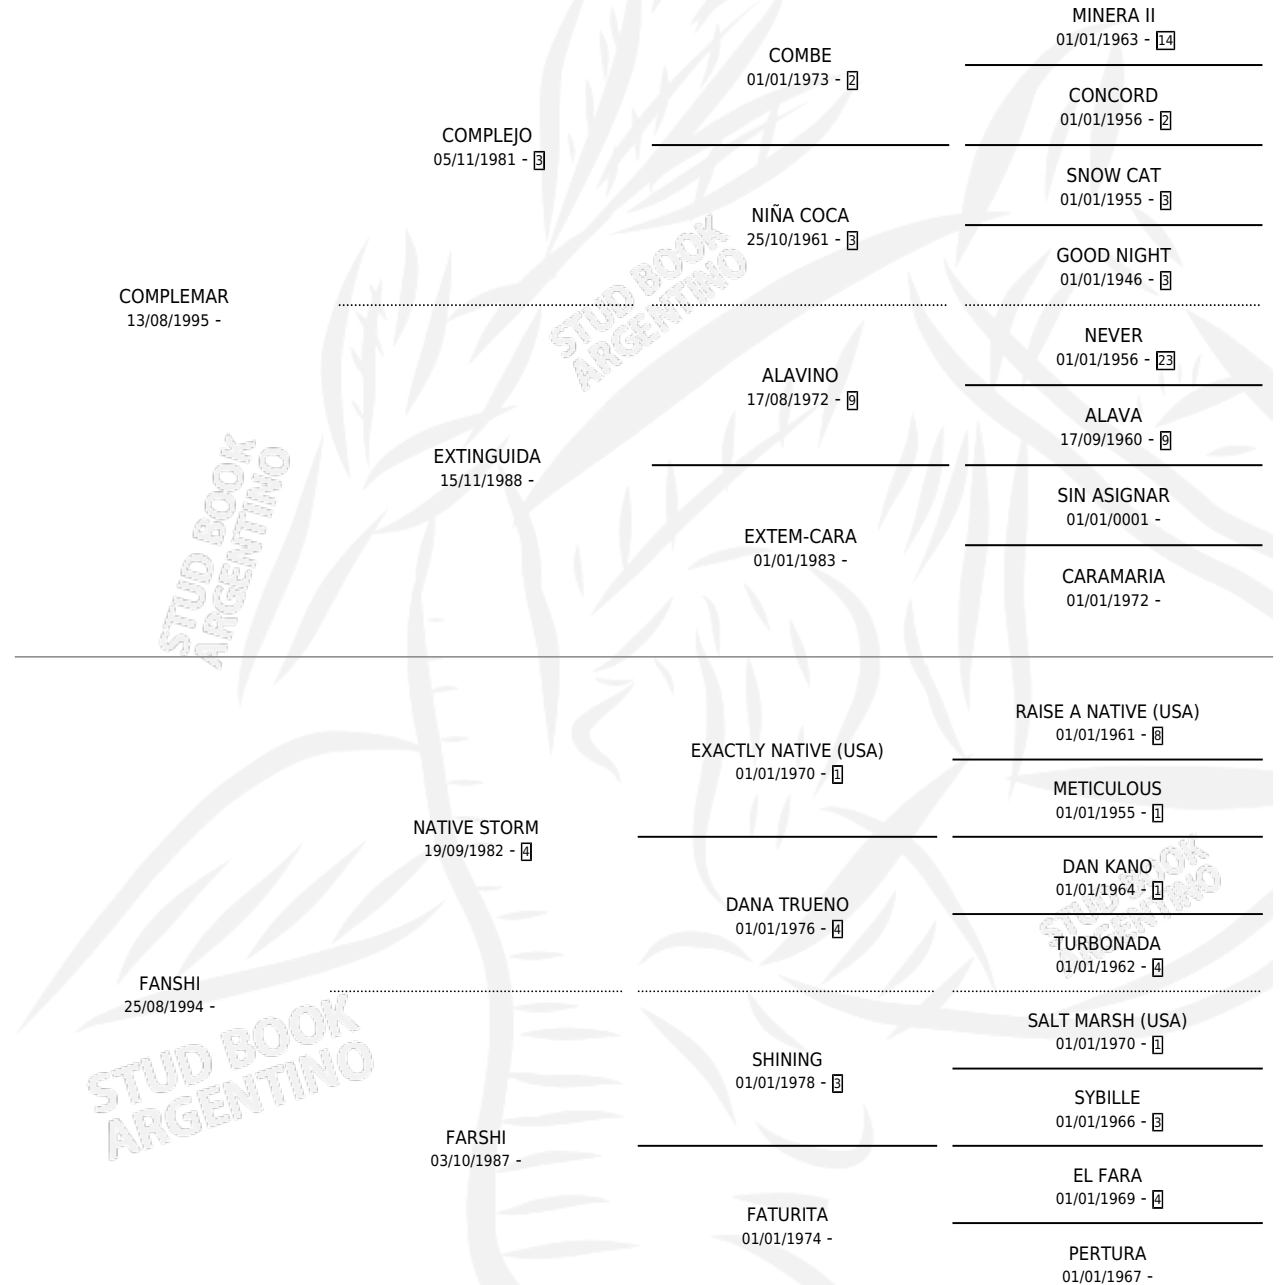 MINERA II
01/01/1963 - 14
COMBE
01/01/1973 - 2
CONCORD
01/01/1956 - 2
COMPLEJO
05/11/1981 - 3
SNOW CAT
01/01/1955 - 3
NIÑA COCA
25/10/1961 - 3
GOOD NIGHT
01/01/1946 - 3
COMPLEMAR
13/08/1995 -
NEVER
01/01/1956 - 23
ALAVINO
17/08/1972 - 9
ALAVA
17/09/1960 - 9
EXTINGUIDA
15/11/1988 -
SIN ASIGNAR
01/01/0001 -
EXTEM-CARA
01/01/1983 -
CARAMARIA
01/01/1972 -
RAISE A NATIVE (USA)
01/01/1961 - 8
EXACTLY NATIVE (USA)
01/01/1970 - 1
METICULOUS
01/01/1955 - 1
NATIVE STORM
19/09/1982 - 4
DAN KANO
01/01/1964 - 1
DANA TRUENO
01/01/1976 - 4
TURBONADA
01/01/1962 - 4
FANSHI
25/08/1994 -
SALT MARSH (USA)
01/01/1970 - 1
SHINING
01/01/1978 - 3
SYBILLE
01/01/1966 - 3
FARSHI
03/10/1987 -
EL FARA
01/01/1969 - 4
FATURITA
01/01/1974 -
PERTURA
01/01/1967 -
STUD BOOK
ARGENTINO
STUD BOOK
ARGENTINO
STUD BOOK
ARGENTINO
STUD BOOK
ARGENTINO